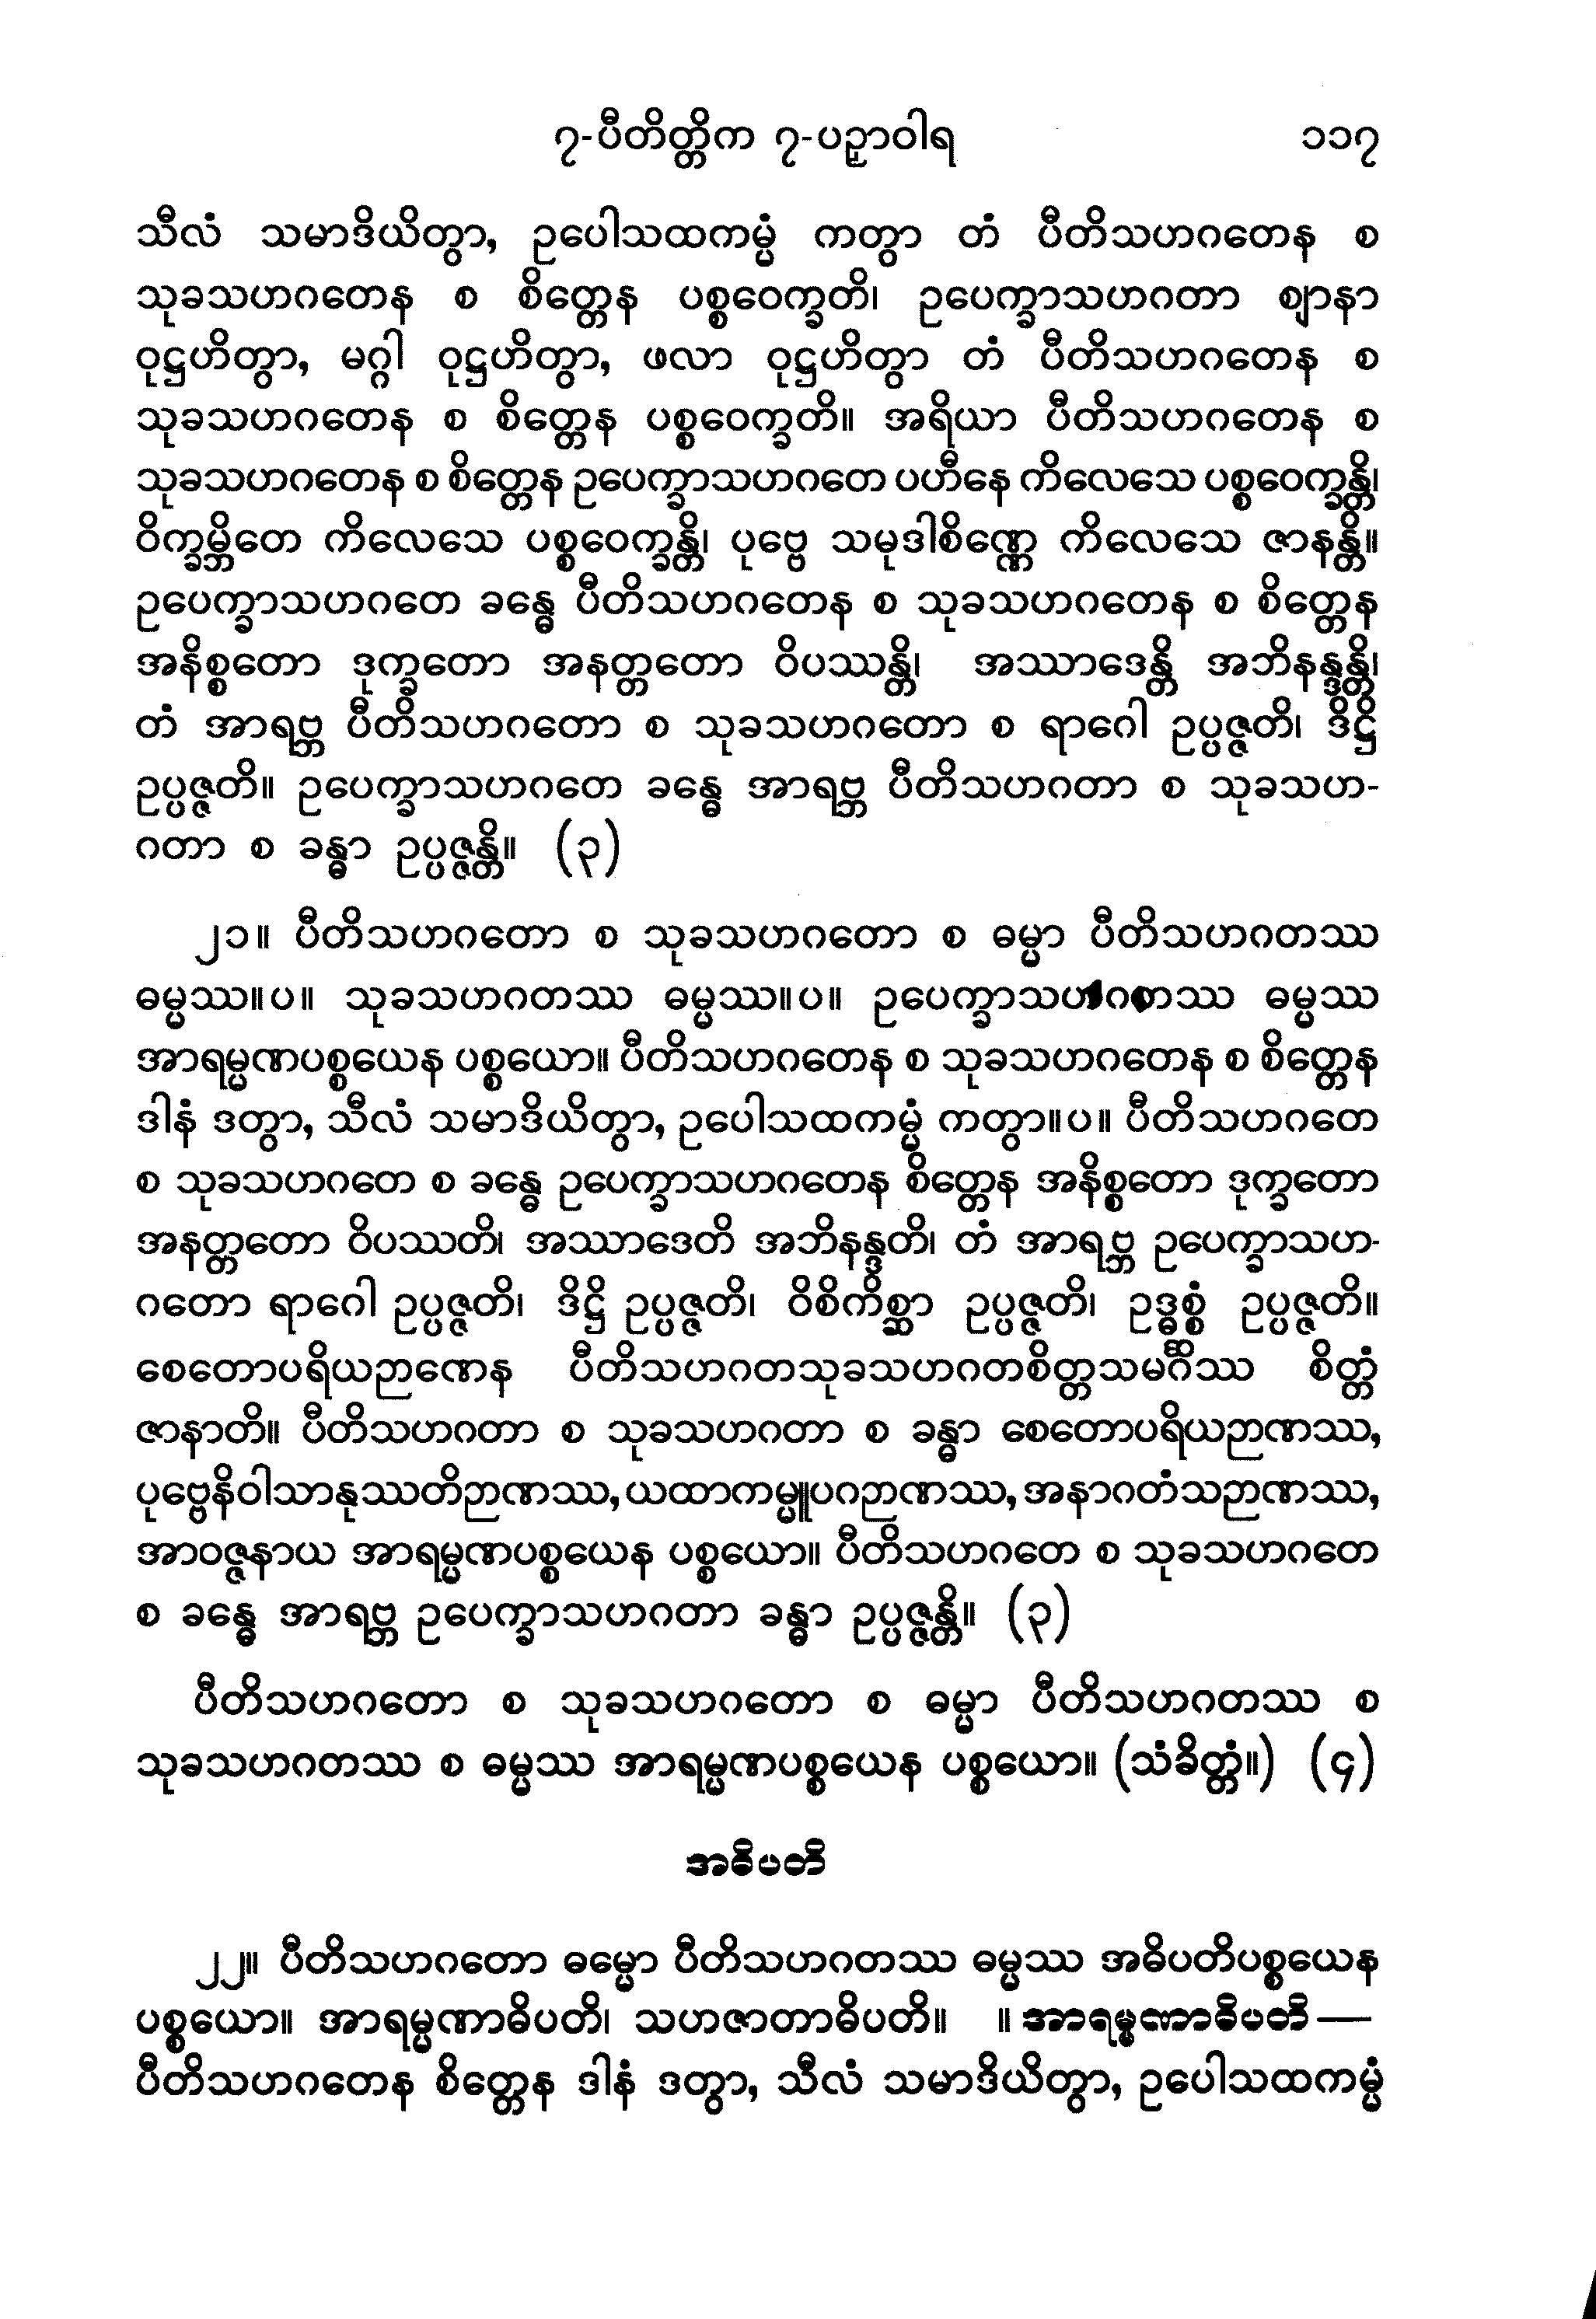 ၇-ပီတိတ္တိက ၇-ပဉှာဝါရ ၁၁၇
သီလံ သမာဒိယိတွာ, ဥပေါသထကမ္မံ ကတွာ တံ ပီတိသဟဂတေန စ
သုခသဟဂတေန စ စိတ္တေန ပစ္စဝေက္ခတိ၊ ဥပေက္ခာသဟဂတာ ဈာနာ
ဝုဋ္ဌဟိတွာ, မဂ္ဂါ ဝုဋ္ဌဟိတွာ, ဖလာ ဝုဋ္ဌဟိတွာ တံ ပီတိသဟဂတေန စ
သုခသဟဂတေန စ စိတ္တေန ပစ္စဝေက္ခတိ။ အရိယာ ပီတိသဟဂတေန စ
သုခသဟဂတေန စ စိတ္တေန ဥပေက္ခာသဟဂတေ ပဟီနေ ကိလေသေ ပစ္စဝေက္ခန္တိ၊
ဝိက္ခမ္ဘိတေ ကိလေသေ ပစ္စဝေက္ခန္တိ၊ ပုဗ္ဗေ သမုဒါစိဏ္ဏေ ကိလေသေ ဇာနန္တိ။
ဥပေက္ခာသဟဂတေ ခန္ဓေ ပီတိသဟဂတေန စ သုခသဟဂတေန စ စိတ္တေန
အနိစ္စတော ဒုက္ခတော အနတ္တတော ဝိပဿန္တိ၊ အဿာဒေန္တိ အဘိနန္ဒန္တိ၊
တံ အာရဗ္ဘ ပီတိသဟဂတော စ သုခသဟဂတော စ ရာဂေါ ဥပ္ပဇ္ဇတိ၊ ဒိဋ္ဌိ
ဥပ္ပဇ္ဇတိ။ ဥပေက္ခာသဟဂတေ ခန္ဓေ အာရဗ္ဘ ပီတိသဟဂတာ စ သုခသဟ-
ဂတာ စ ခန္ဓာ ဥပ္ပဇ္ဇန္တိ။ (၃)
၂၁။ ပီတိသဟဂတော စ သုခသဟဂတော စ ဓမ္မာ ပီတိသဟဂတဿ
ဓမ္မဿ။ပ။ သုခသဟဂတဿ ဓမ္မဿ။ပ။ ဥပေက္ခာသဟဂတဿ ဓမ္မဿ
အာရမ္မဏပစ္စယေန ပစ္စယော။ ပီတိသဟဂတေန စ သုခသဟဂတေန စ စိတ္တေန
ဒါနံ ဒတွာ, သီလံ သမာဒိယိတွာ, ဥပေါသထကမ္မံ ကတွာ။ပ။ ပီတိသဟဂတေ
စ သုခသဟဂတေ စ ခန္ဓေ ဥပေက္ခာသဟဂတေန စိတ္တေန အနိစ္စတော ဒုက္ခတော
အနတ္တတော ဝိပဿတိ၊ အဿာဒေတိ အဘိနန္ဒတိ၊ တံ အာရဗ္ဘ ဥပေက္ခာသဟ-
ဂတော ရာဂေါ ဥပ္ပဇ္ဇတိ၊ ဒိဋ္ဌိ ဥပ္ပဇ္ဇတိ၊ ဝိစိကိစ္ဆာ ဥပ္ပဇ္ဇတိ၊ ဥဒ္ဓစ္စံ ဥပ္ပဇ္ဇတိ။
စေတောပရိယဉာဏေန ပီတိသဟဂတသုခသဟဂတစိတ္တသမင်္ဂိဿ စိတ္တံ
ဇာနာတိ။ ပီတိသဟဂတာ စ သုခသဟဂတာ စ ခန္ဓာ စေတောပရိယဉာဏဿ,
ပုဗ္ဗေနိဝါသာနုဿတိဉာဏဿ, ယထာကမ္မူပဂဉာဏဿ, အနာဂတံသဉာဏဿ,
အာဝဇ္ဇနာယ အာရမ္မဏပစ္စယေန ပစ္စယော။ ပီတိသဟဂတေ စ သုခသဟဂတေ
စ ခန္ဓေ အာရဗ္ဘ ဥပေက္ခာသဟဂတာ ခန္ဓာ ဥပ္ပဇ္ဇန္တိ။ (၃)
ပီတိသဟဂတော စ သုခသဟဂတော စ ဓမ္မာ ပီတိသဟဂတဿ စ
သုခသဟဂတဿ စ ဓမ္မဿ အာရမ္မဏပစ္စယေန ပစ္စယော။ (သံခိတ္တံ။) (၄)
အဓိပတိ
၂၂။ ပီတိသဟဂတော ဓမ္မော ပီတိသဟဂတဿ ဓမ္မဿ အဓိပတိပစ္စယေန
ပစ္စယော။ အာရမ္မဏာဓိပတိ၊ သဟဇာတာဓိပတိ။ ။ အာရမ္မဏာဓိပတိ —
ပီတိသဟဂတေန စိတ္တေန ဒါနံ ဒတွာ, သီလံ သမာဒိယိတွာ, ဥပေါသထကမ္မံ